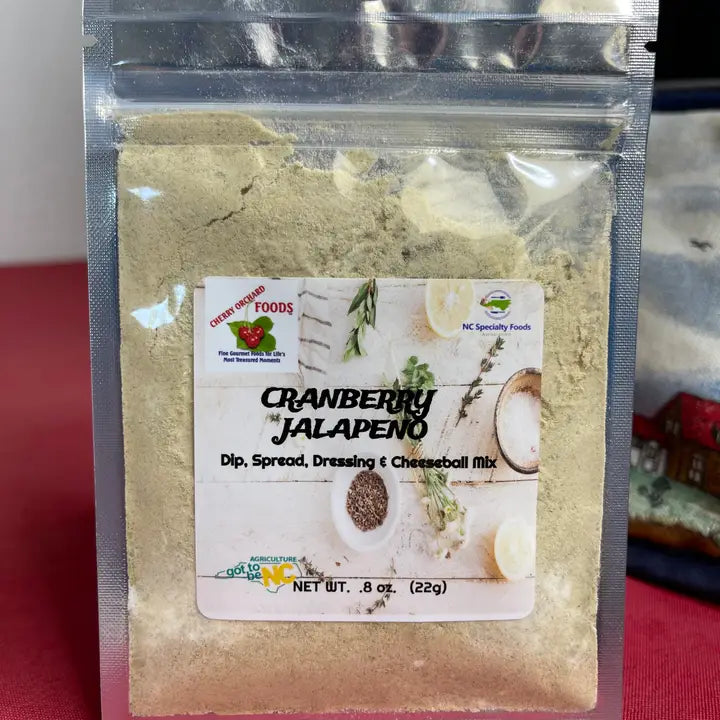 CHERRY ORCHARD
FOODS
Fine Gourmet Foods for Life's
Most Treasured Moments
NC Specialty Foods
CRANBERRY
JALAPENO
Dip, Spread, Dressing & Cheeseball Mix
AGRICULTURE
got to
be NC
NET WT. .8 oz. (22g)